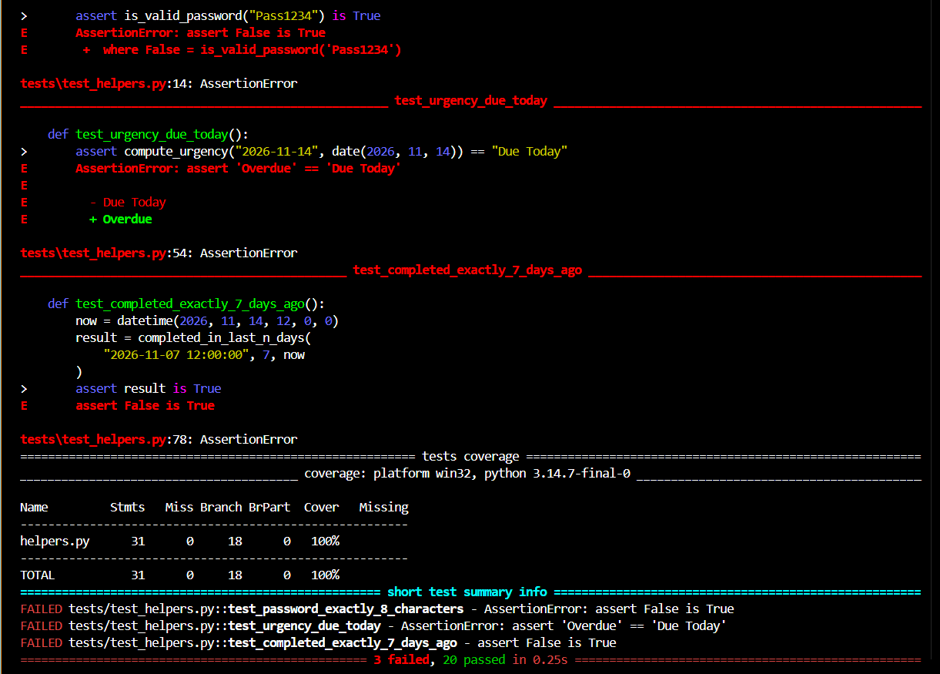 >       assert is_valid_password("Pass1234") is True
E       AssertionError: assert False is True
E        +  where False = is_valid_password('Pass1234')
tests\test_helpers.py:14: AssertionError
____________________________ test_urgency_due_today ____________________________
    def test_urgency_due_today():
>       assert compute_urgency("2026-11-14", date(2026, 11, 14)) == "Due Today"
E       AssertionError: assert 'Overdue' == 'Due Today'
E
E         - Due Today
E         + Overdue
tests\test_helpers.py:54: AssertionError
________________________ test_completed_exactly_7_days_ago ________________________
    def test_completed_exactly_7_days_ago():
        now = datetime(2026, 11, 14, 12, 0, 0)
        result = completed_in_last_n_days(
            "2026-11-07 12:00:00", 7, now
        )
>       assert result is True
E       assert False is True
tests\test_helpers.py:78: AssertionError
================================ tests coverage ================================
_______________ coverage: platform win32, python 3.14.7-final-0 ________________
Name         Stmts   Miss Branch BrPart  Cover   Missing
--------------------------------------------------------
helpers.py      31      0     18      0   100%
--------------------------------------------------------
TOTAL           31      0     18      0   100%
=========================== short test summary info ============================
FAILED tests/test_helpers.py::test_password_exactly_8_characters - AssertionError: assert False is True
FAILED tests/test_helpers.py::test_urgency_due_today - AssertionError: assert 'Overdue' == 'Due Today'
FAILED tests/test_helpers.py::test_completed_exactly_7_days_ago - assert False is True
========================= 3 failed, 20 passed in 0.25s =========================